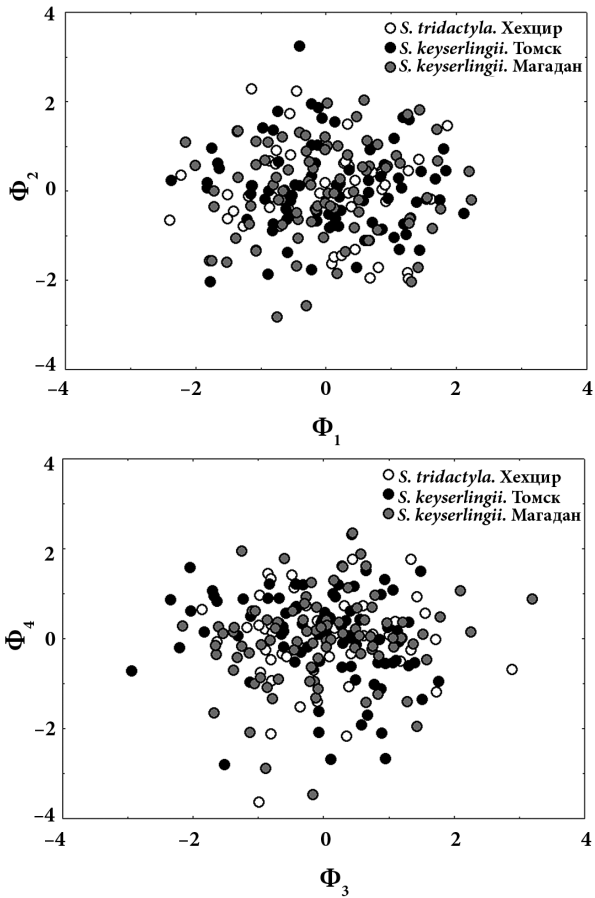 4
S. tridactyla. Хехцир
S. keyserlingii. Томск
S. keyserlingii. Магадан
2
Φ2
0
−2
−4
−4 −2 0 2 4
Φ1
4
S. tridactyla. Хехцир
S. keyserlingii. Томск
S. keyserlingii. Магадан
2
Φ4
0
−2
−4
−4 −2 0 2 4
Φ3